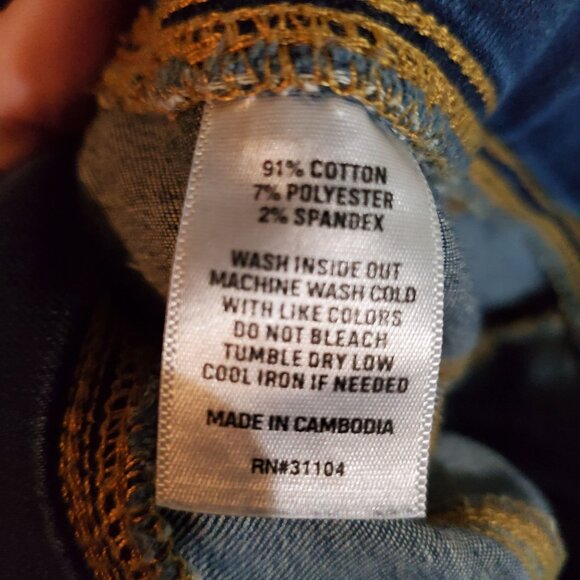 91% COTTON
7% POLYESTER
2% SPANDEX
WASH INSIDE OUT
MACHINE WASH COLD
WITH LIKE COLORS
DO NOT BLEACH
TUMBLE DRY LOW
COOL IRON IF NEEDED
MADE IN CAMBODIA
RN#31104